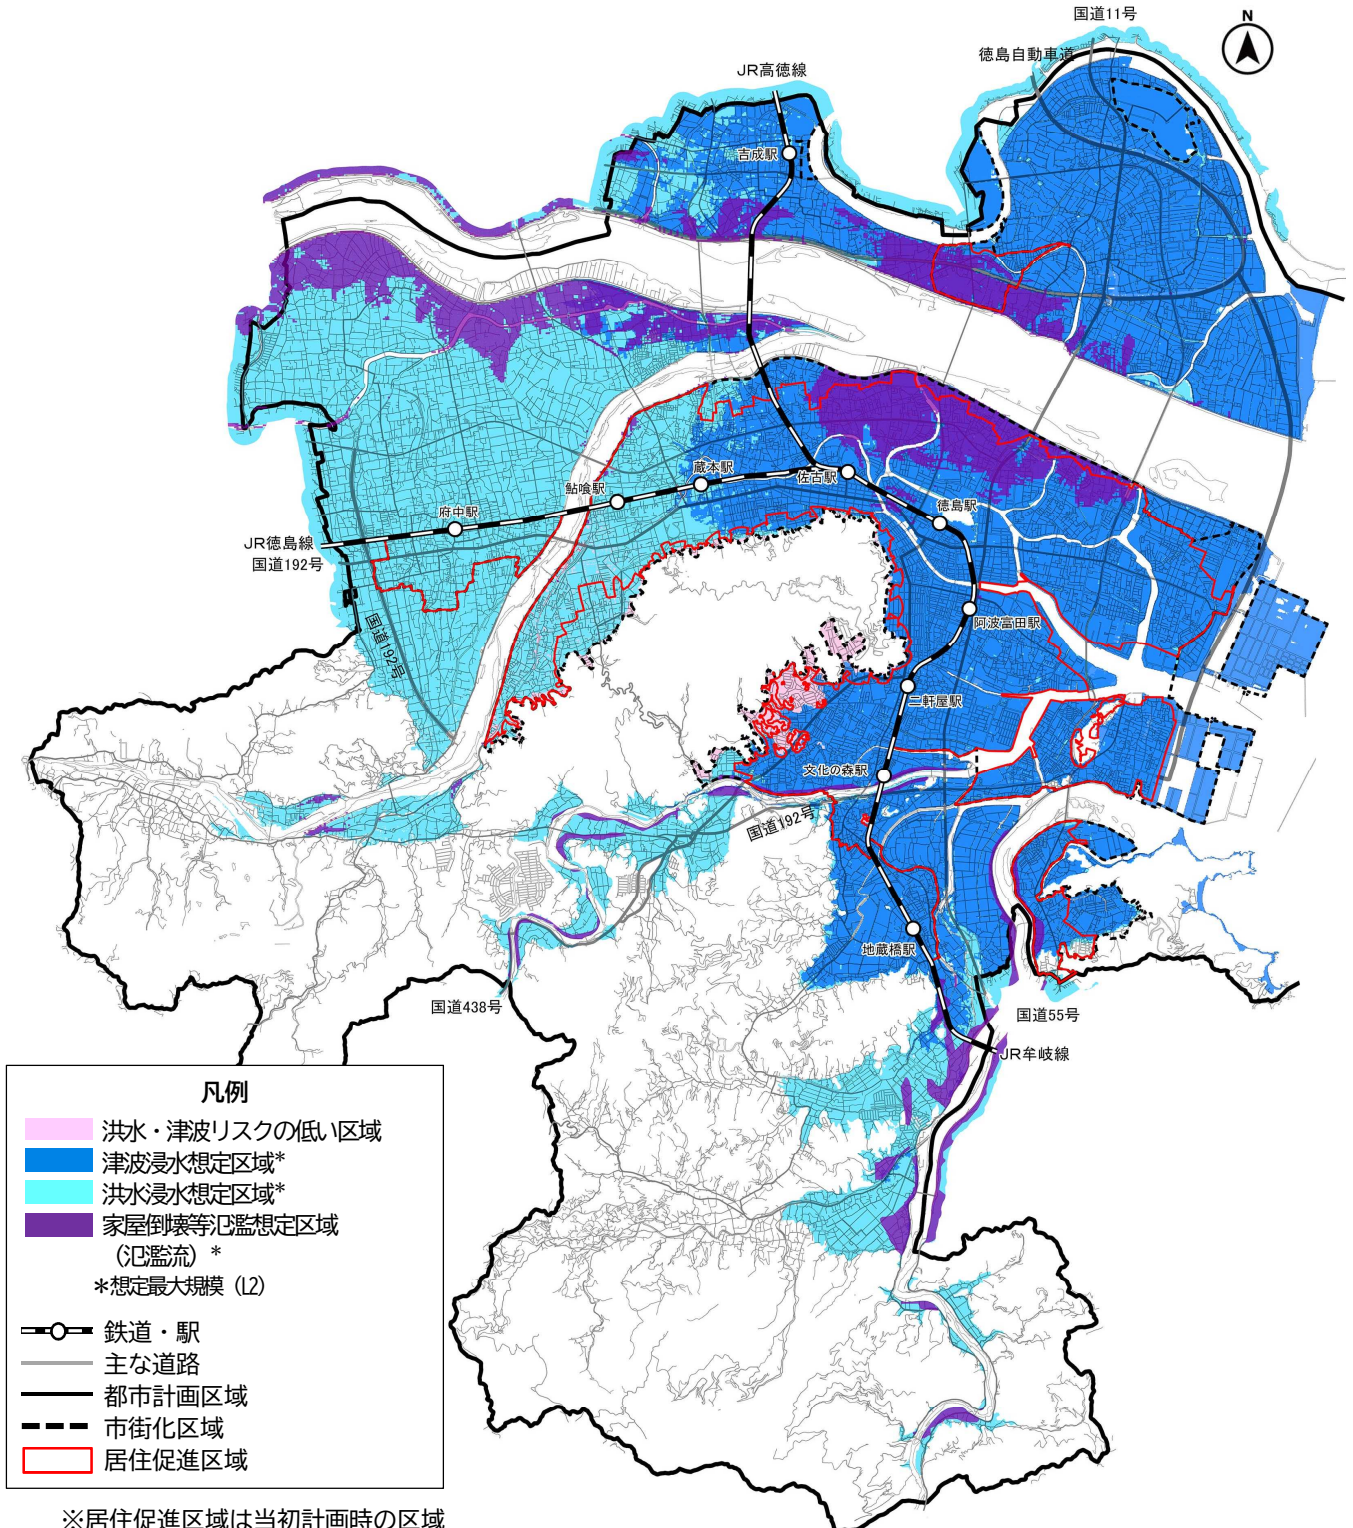 国道11号
N
徳島自動車道
JR高徳線
吉成駅
蔵本駅
佐古駅
鮎喰駅
徳島駅
府中駅
JR徳島線
国道192号
国道192号
阿波富田駅
二軒屋駅
文化の森駅
国道192号
地蔵橋駅
国道438号
国道55号
JR牟岐線
凡例
洪水・津波リスクの低い区域
津波浸水想定区域*
洪水浸水想定区域*
家屋倒壊等氾濫想定区域
（氾濫流）*
*想定最大規模（L2）
鉄道・駅
主な道路
都市計画区域
市街化区域
居住促進区域
※居住促進区域は当初計画時の区域